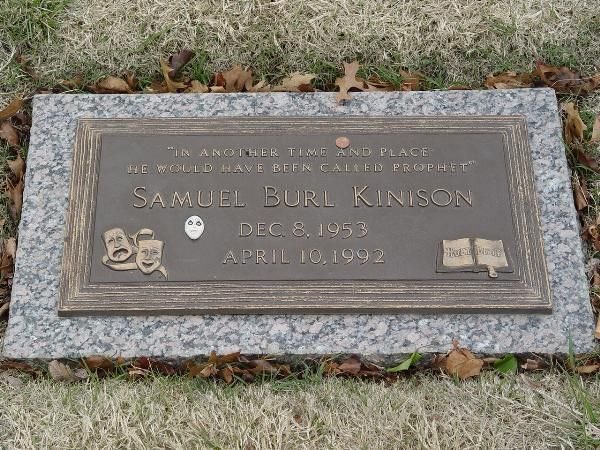 "IN ANOTHER TIME AND PLACE
HE WOULD HAVE BEEN CALLED PROPHET"
SAMUEL BURL KINISON
DEC. 8, 1953
APRIL 10, 1992